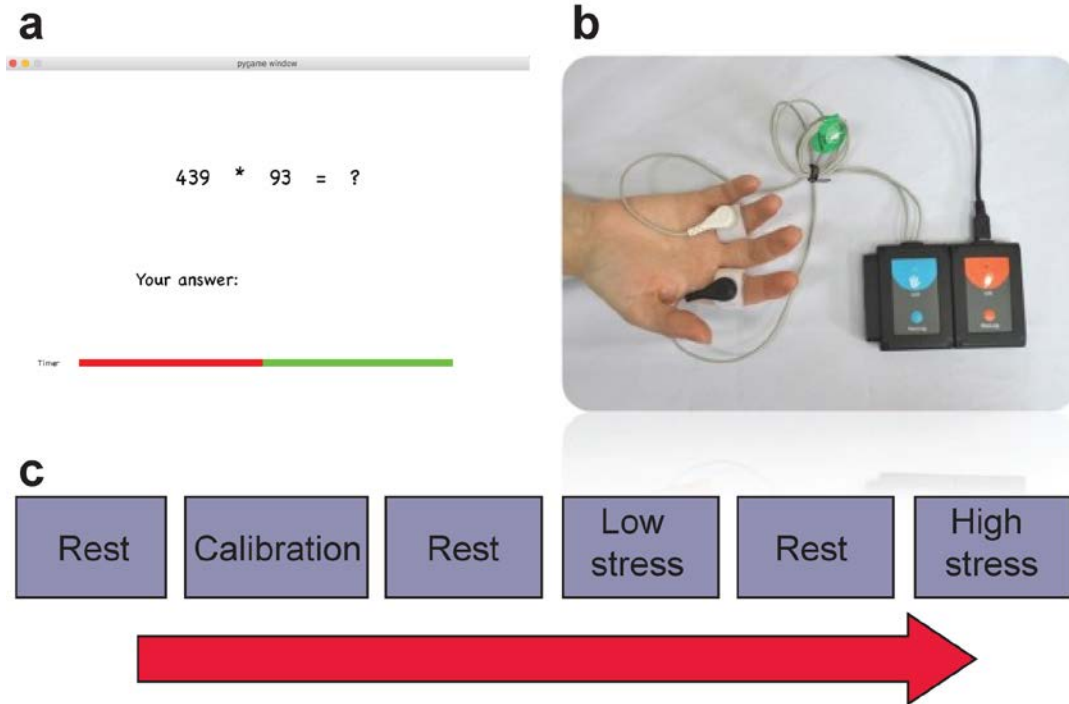 a
pygame window
439 * 93 = ?
Your answer:
Timer
b
c
Rest
Calibration
Rest
Low
stress
Rest
High
stress